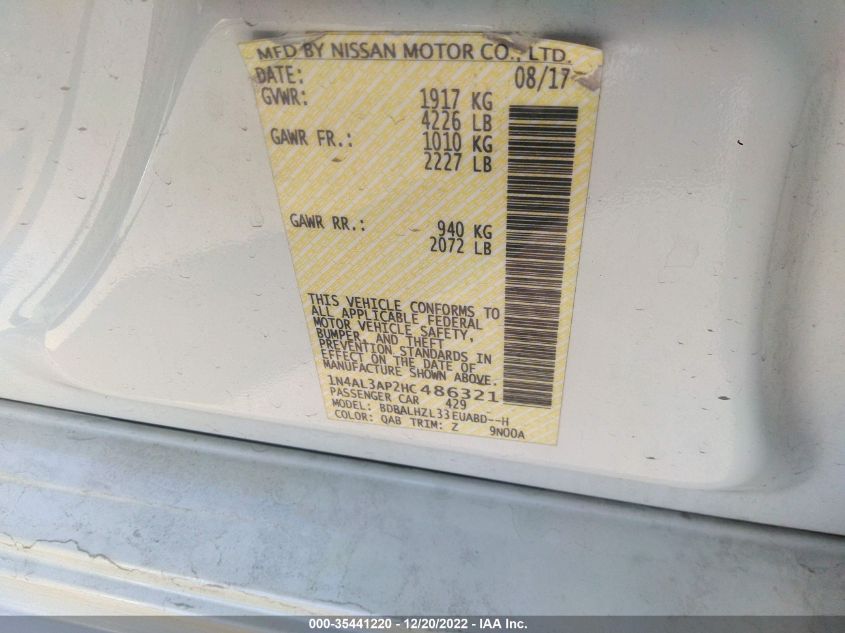 MFD BY NISSAN MOTOR CO., LTD.
DATE: 08/17
GVWR: 1917 KG
4226 LB
GAWR FR.: 1010 KG
2227 LB
GAWR RR.: 940 KG
2072 LB
THIS VEHICLE CONFORMS TO
ALL APPLICABLE FEDERAL
MOTOR VEHICLE SAFETY,
BUMPER, AND THEFT
PREVENTION STANDARDS IN
EFFECT ON THE DATE OF
MANUFACTURE SHOWN ABOVE.
1N4AL3AP2HC486321
PASSENGER CAR 429
MODEL: BDBALHZL33EUABD--H
COLOR: QAB TRIM: Z 9N00A
000-35441220 - 12/20/2022 - IAA Inc.